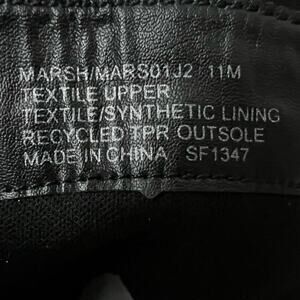 MARSH/MARS01J2 11M
TEXTILE UPPER
TEXTILE/SYNTHETIC LINING
RECYCLED TPR OUTSOLE
MADE IN CHINA SF1347